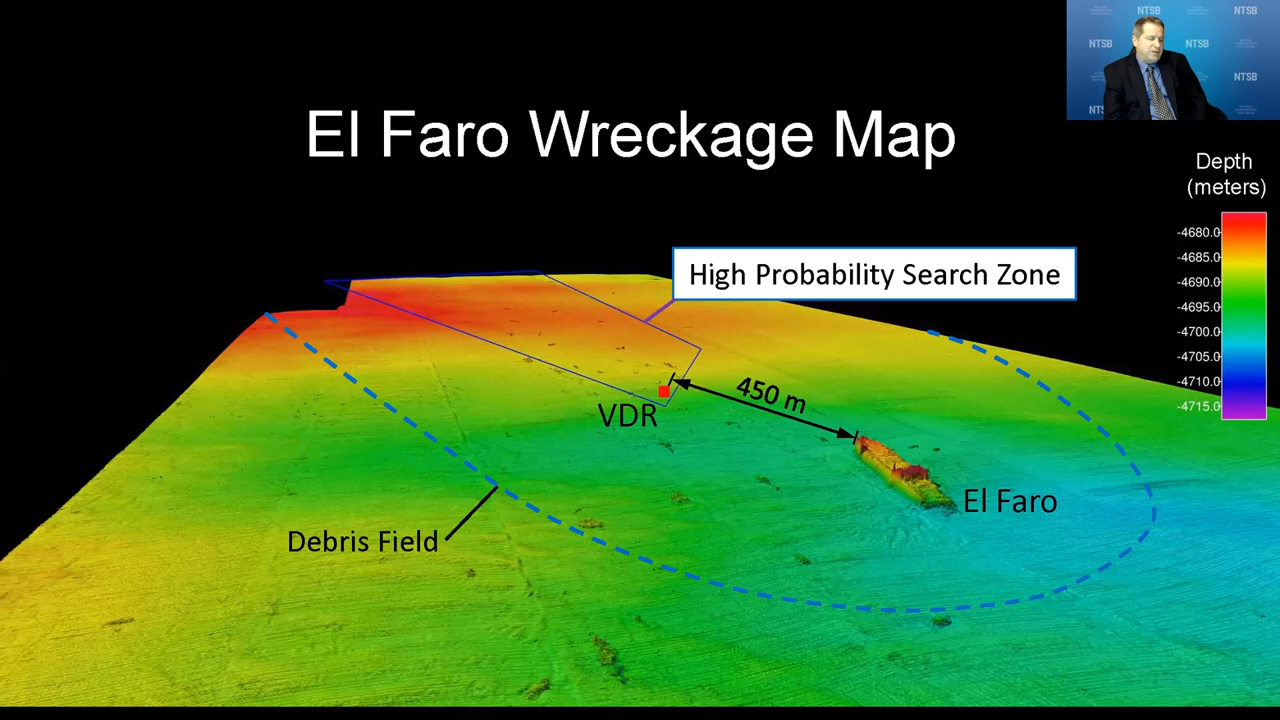 NTSB
NTSB
NTSB
NTSB
NTSB
El Faro Wreckage Map
Depth
(meters)
-4680.0
-4685.0
-4690.0
-4695.0
-4700.0
-4705.0
-4710.0
-4715.0
High Probability Search Zone
450 m
VDR
El Faro
Debris Field